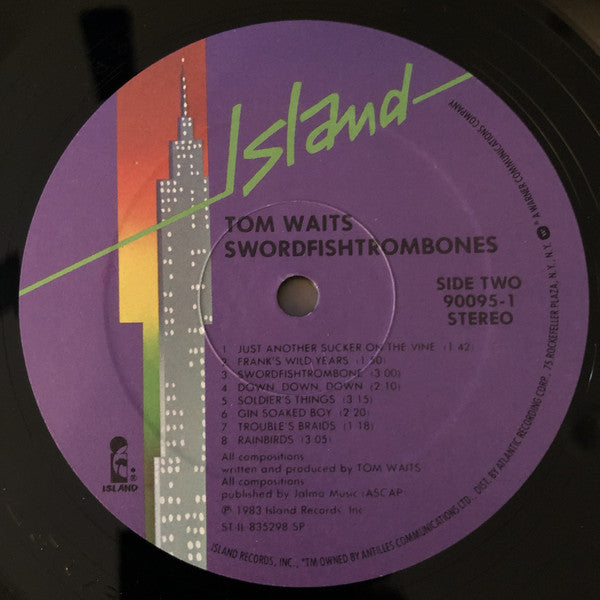 Island
TOM WAITS
SWORDFISHTROMBONES
SIDE TWO
90095-1
STEREO
1 JUST ANOTHER SUCKER ON THE VINE (1:42)
2 FRANK'S WILD YEARS (1:50)
3 SWORDFISHTROMBONE (3:00)
4 DOWN, DOWN, DOWN (2:10)
5 SOLDIER'S THINGS (3:15)
6 GIN SOAKED BOY (2:20)
7 TROUBLE'S BRAIDS (1:18)
8 RAINBIRDS (3:05)
All compositions
written and produced by TOM WAITS
All compositions
published by Jalma Music (ASCAP)
℗ 1983 Island Records, Inc.
ST-IL-835298 SP
ISLAND
ISLAND RECORDS, INC., *TM OWNED BY ANTILLES COMMUNICATIONS LTD., DIST. BY ATLANTIC RECORDING CORP. 75 ROCKEFELLER PLAZA, N.Y., N.Y. A WARNER COMMUNICATIONS COMPANY